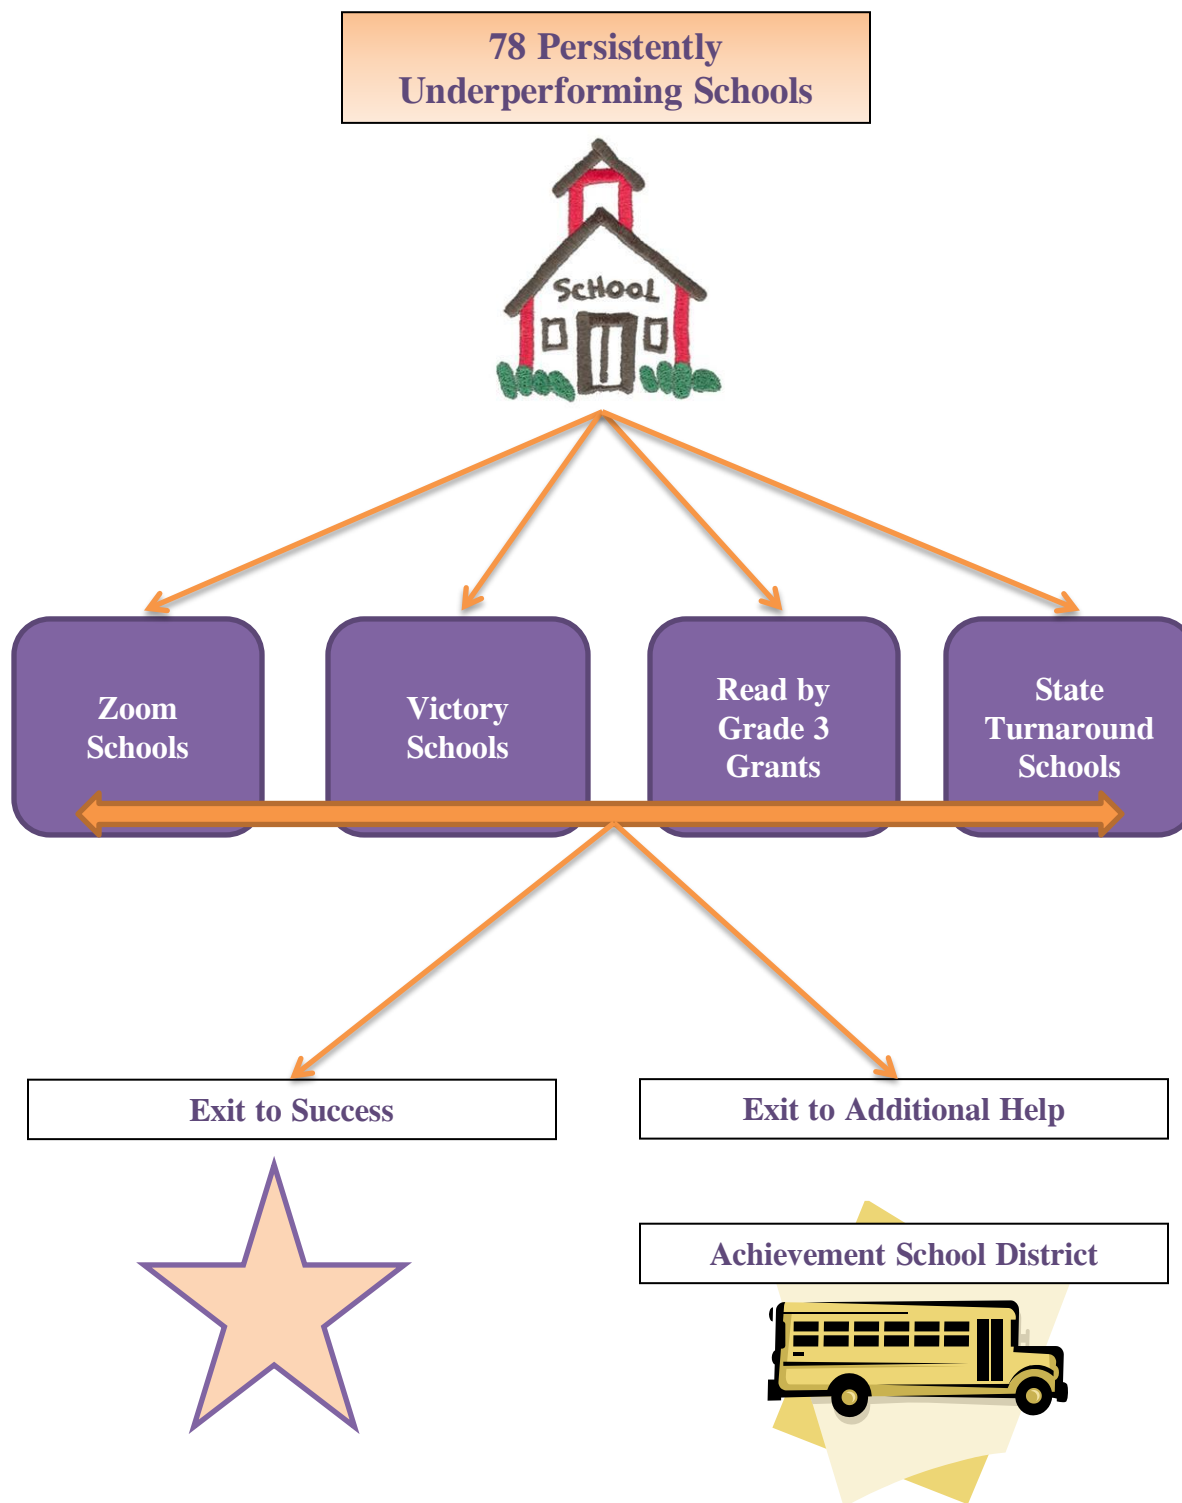 78 Persistently
Underperforming Schools
SCHOOL
Zoom
Schools
Victory
Schools
Read by
Grade 3
Grants
State
Turnaround
Schools
Exit to Success
Exit to Additional Help
Achievement School District